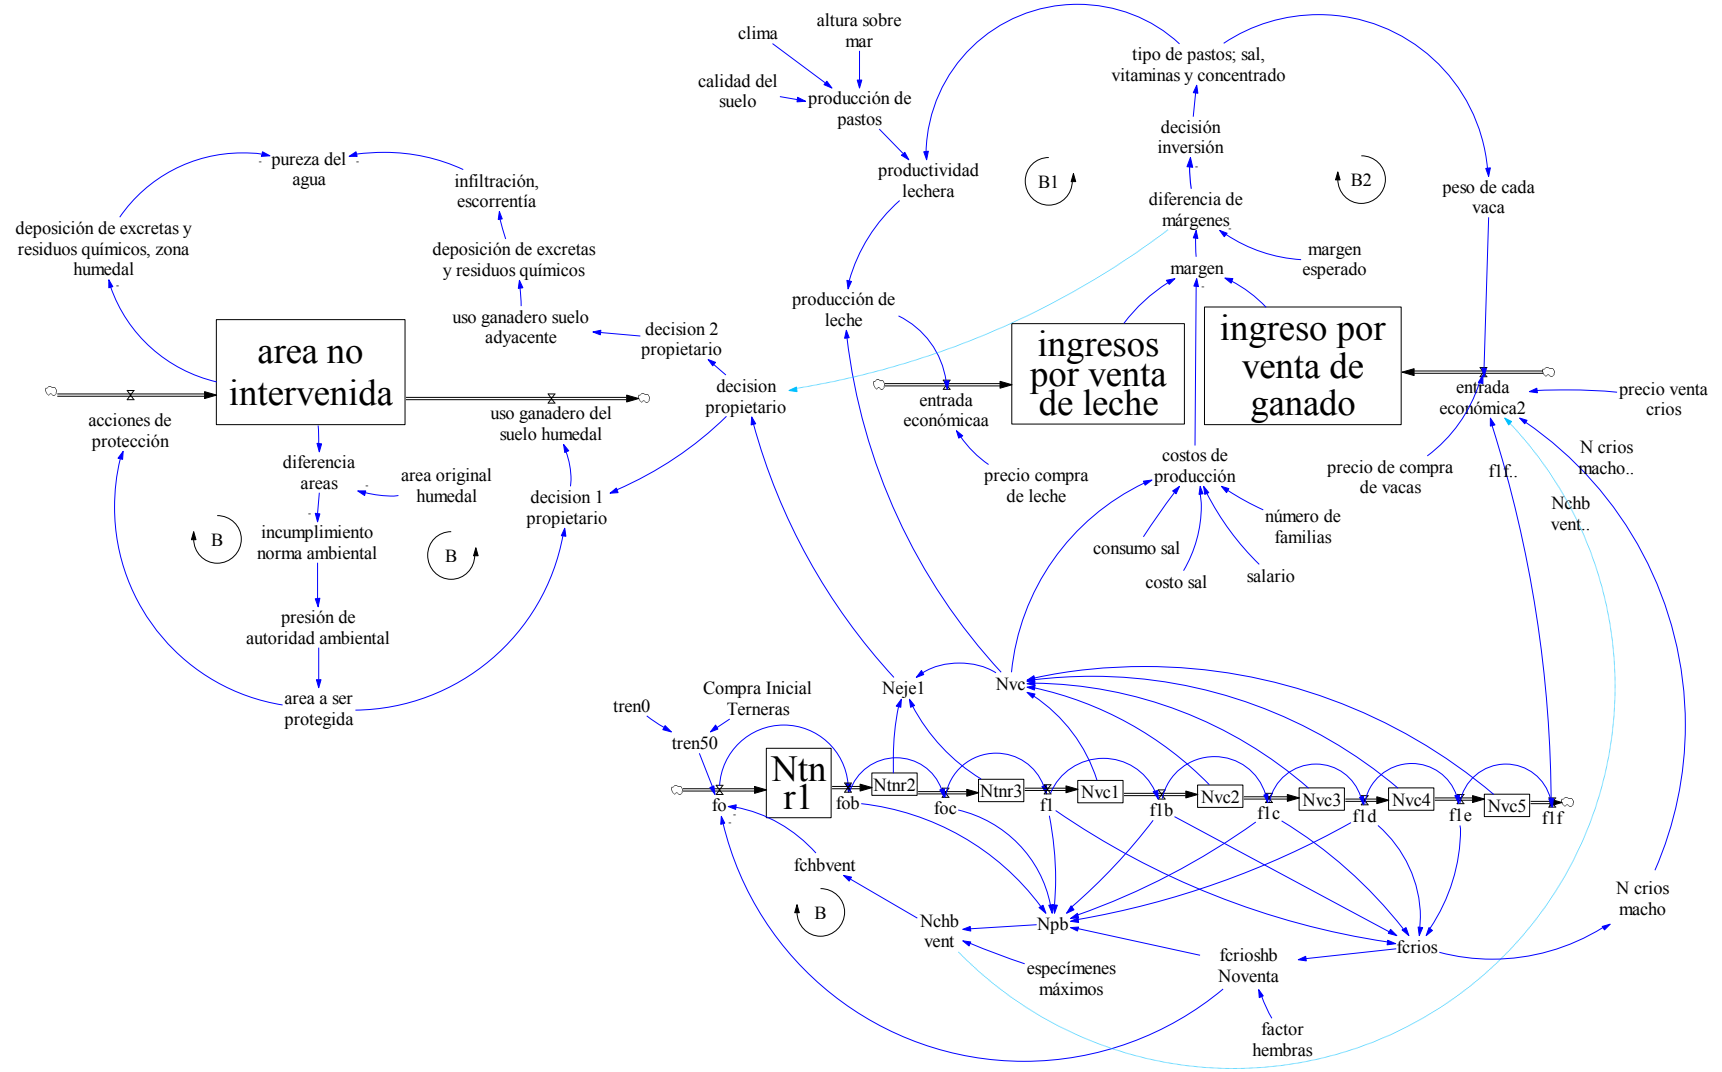 clima
altura sobre
mar
calidad del
suelo
producción de
pastos
tipo de pastos; sal,
vitaminas y concentrado
decisión
inversión
productividad
lechera
B1
B2
diferencia de
márgenes
peso de cada
vaca
margen
esperado
margen
pureza del
agua
infiltración,
escorrentía
deposición de excretas y
residuos químicos, zona
humedal
deposición de excretas
y residuos químicos
uso ganadero suelo
adyacente
decision 2
propietario
producción de
leche
area no
intervenida
ingresos
por venta
de leche
ingreso por
venta de
ganado
decision
propietario
entrada
económicaa
entrada
económica2
precio venta
crios
acciones de
protección
uso ganadero del
suelo humedal
diferencia
areas
area original
humedal
decision 1
propietario
precio compra
de leche
costos de
producción
precio de compra
de vacas
f1f..
N crios
macho..
Nchb
vent..
B
incumplimiento
norma ambiental
B
consumo sal
costo sal
salario
número de
familias
presión de
autoridad ambiental
area a ser
protegida
tren0
Compra Inicial
Terneras
tren50
Neje1
Nvc
fo
Ntn
r1
fob
Ntnr2
foc
Ntnr3
f1
Nvc1
f1b
Nvc2
f1c
Nvc3
f1d
Nvc4
f1e
Nvc5
f1f
fchbvent
B
Nchb
vent
Npb
especímenes
máximos
fcrioshb
Noventa
fcrios
N crios
macho
factor
hembras